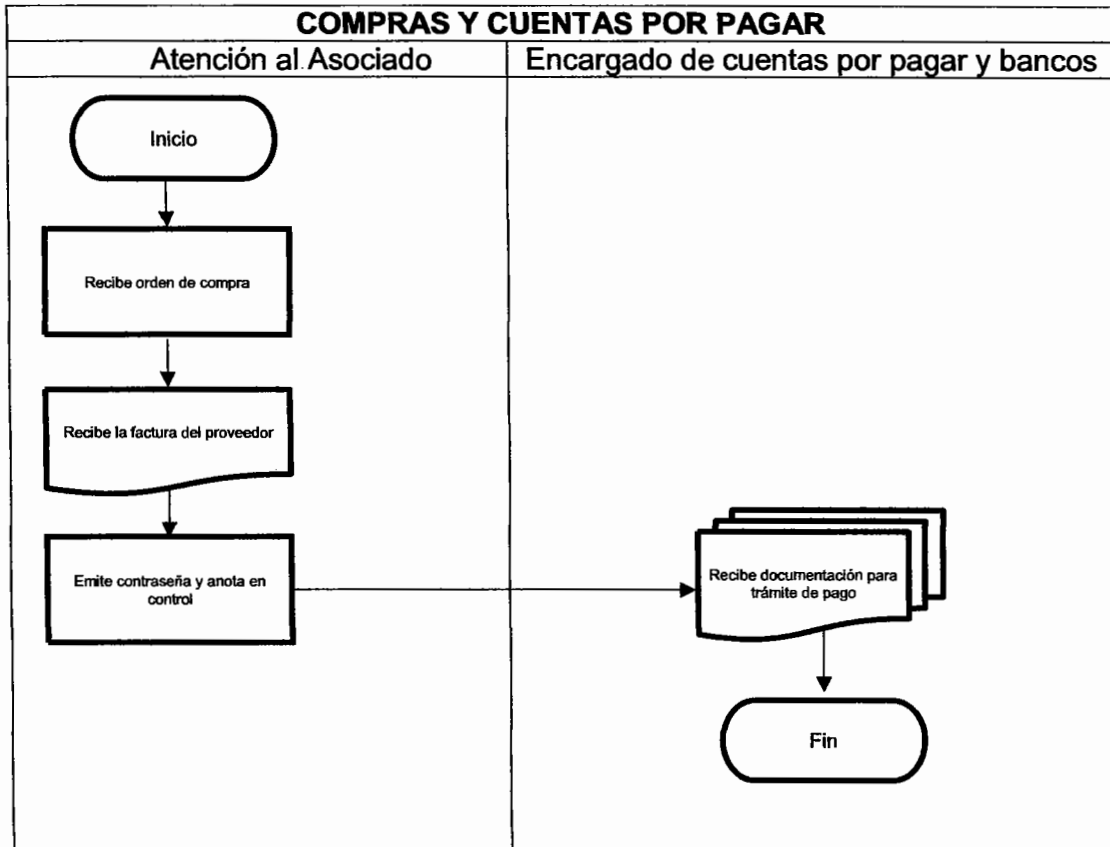 COMPRAS Y CUENTAS POR PAGAR
Atención al Asociado
Encargado de cuentas por pagar y bancos
Inicio
Recibe orden de compra
Recibe la factura del proveedor
Emite contraseña y anota en
control
Recibe documentación para
trámite de pago
Fin